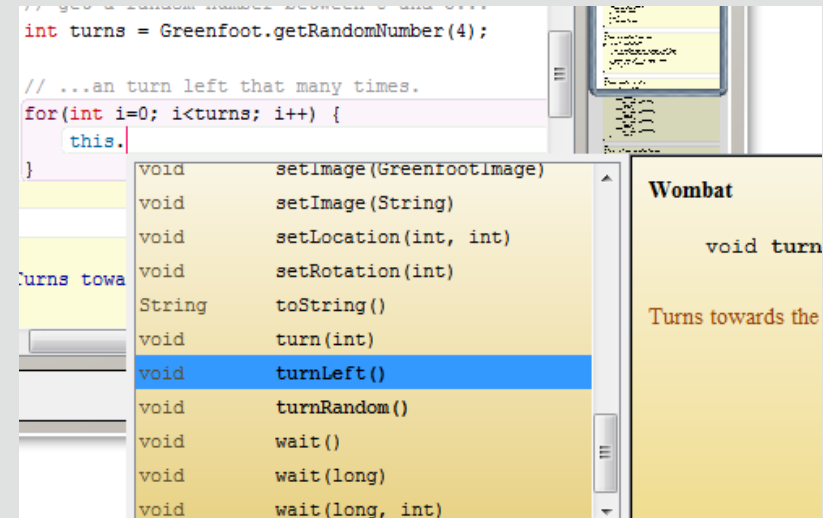 int turns = Greenfoot.getRandomNumber(4);
// ...an turn left that many times.
for(int i=0; i<turns; i++) {
this.
}
void setImage(GreenfootImage)
void setImage(String)
void setLocation(int, int)
void setRotation(int)
String toString()
void turn(int)
void turnLeft()
void turnRandom()
void wait()
void wait(long)
void wait(long, int)
Wombat
void turn
Turns towards the
urns towa